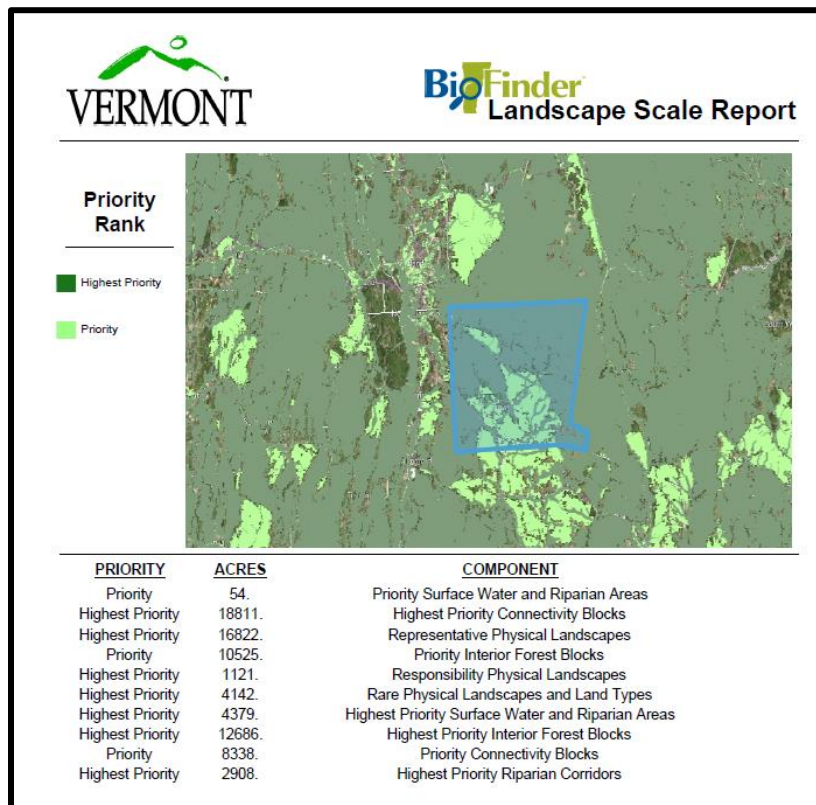 VERMONT
BioFinder
Landscape Scale Report
Priority
Rank
Highest Priority
Priority
PRIORITY ACRES COMPONENT
Priority 54. Priority Surface Water and Riparian Areas
Highest Priority 18811. Highest Priority Connectivity Blocks
Highest Priority 16822. Representative Physical Landscapes
Priority 10525. Priority Interior Forest Blocks
Highest Priority 1121. Responsibility Physical Landscapes
Highest Priority 4142. Rare Physical Landscapes and Land Types
Highest Priority 4379. Highest Priority Surface Water and Riparian Areas
Highest Priority 12686. Highest Priority Interior Forest Blocks
Priority 8338. Priority Connectivity Blocks
Highest Priority 2908. Highest Priority Riparian Corridors